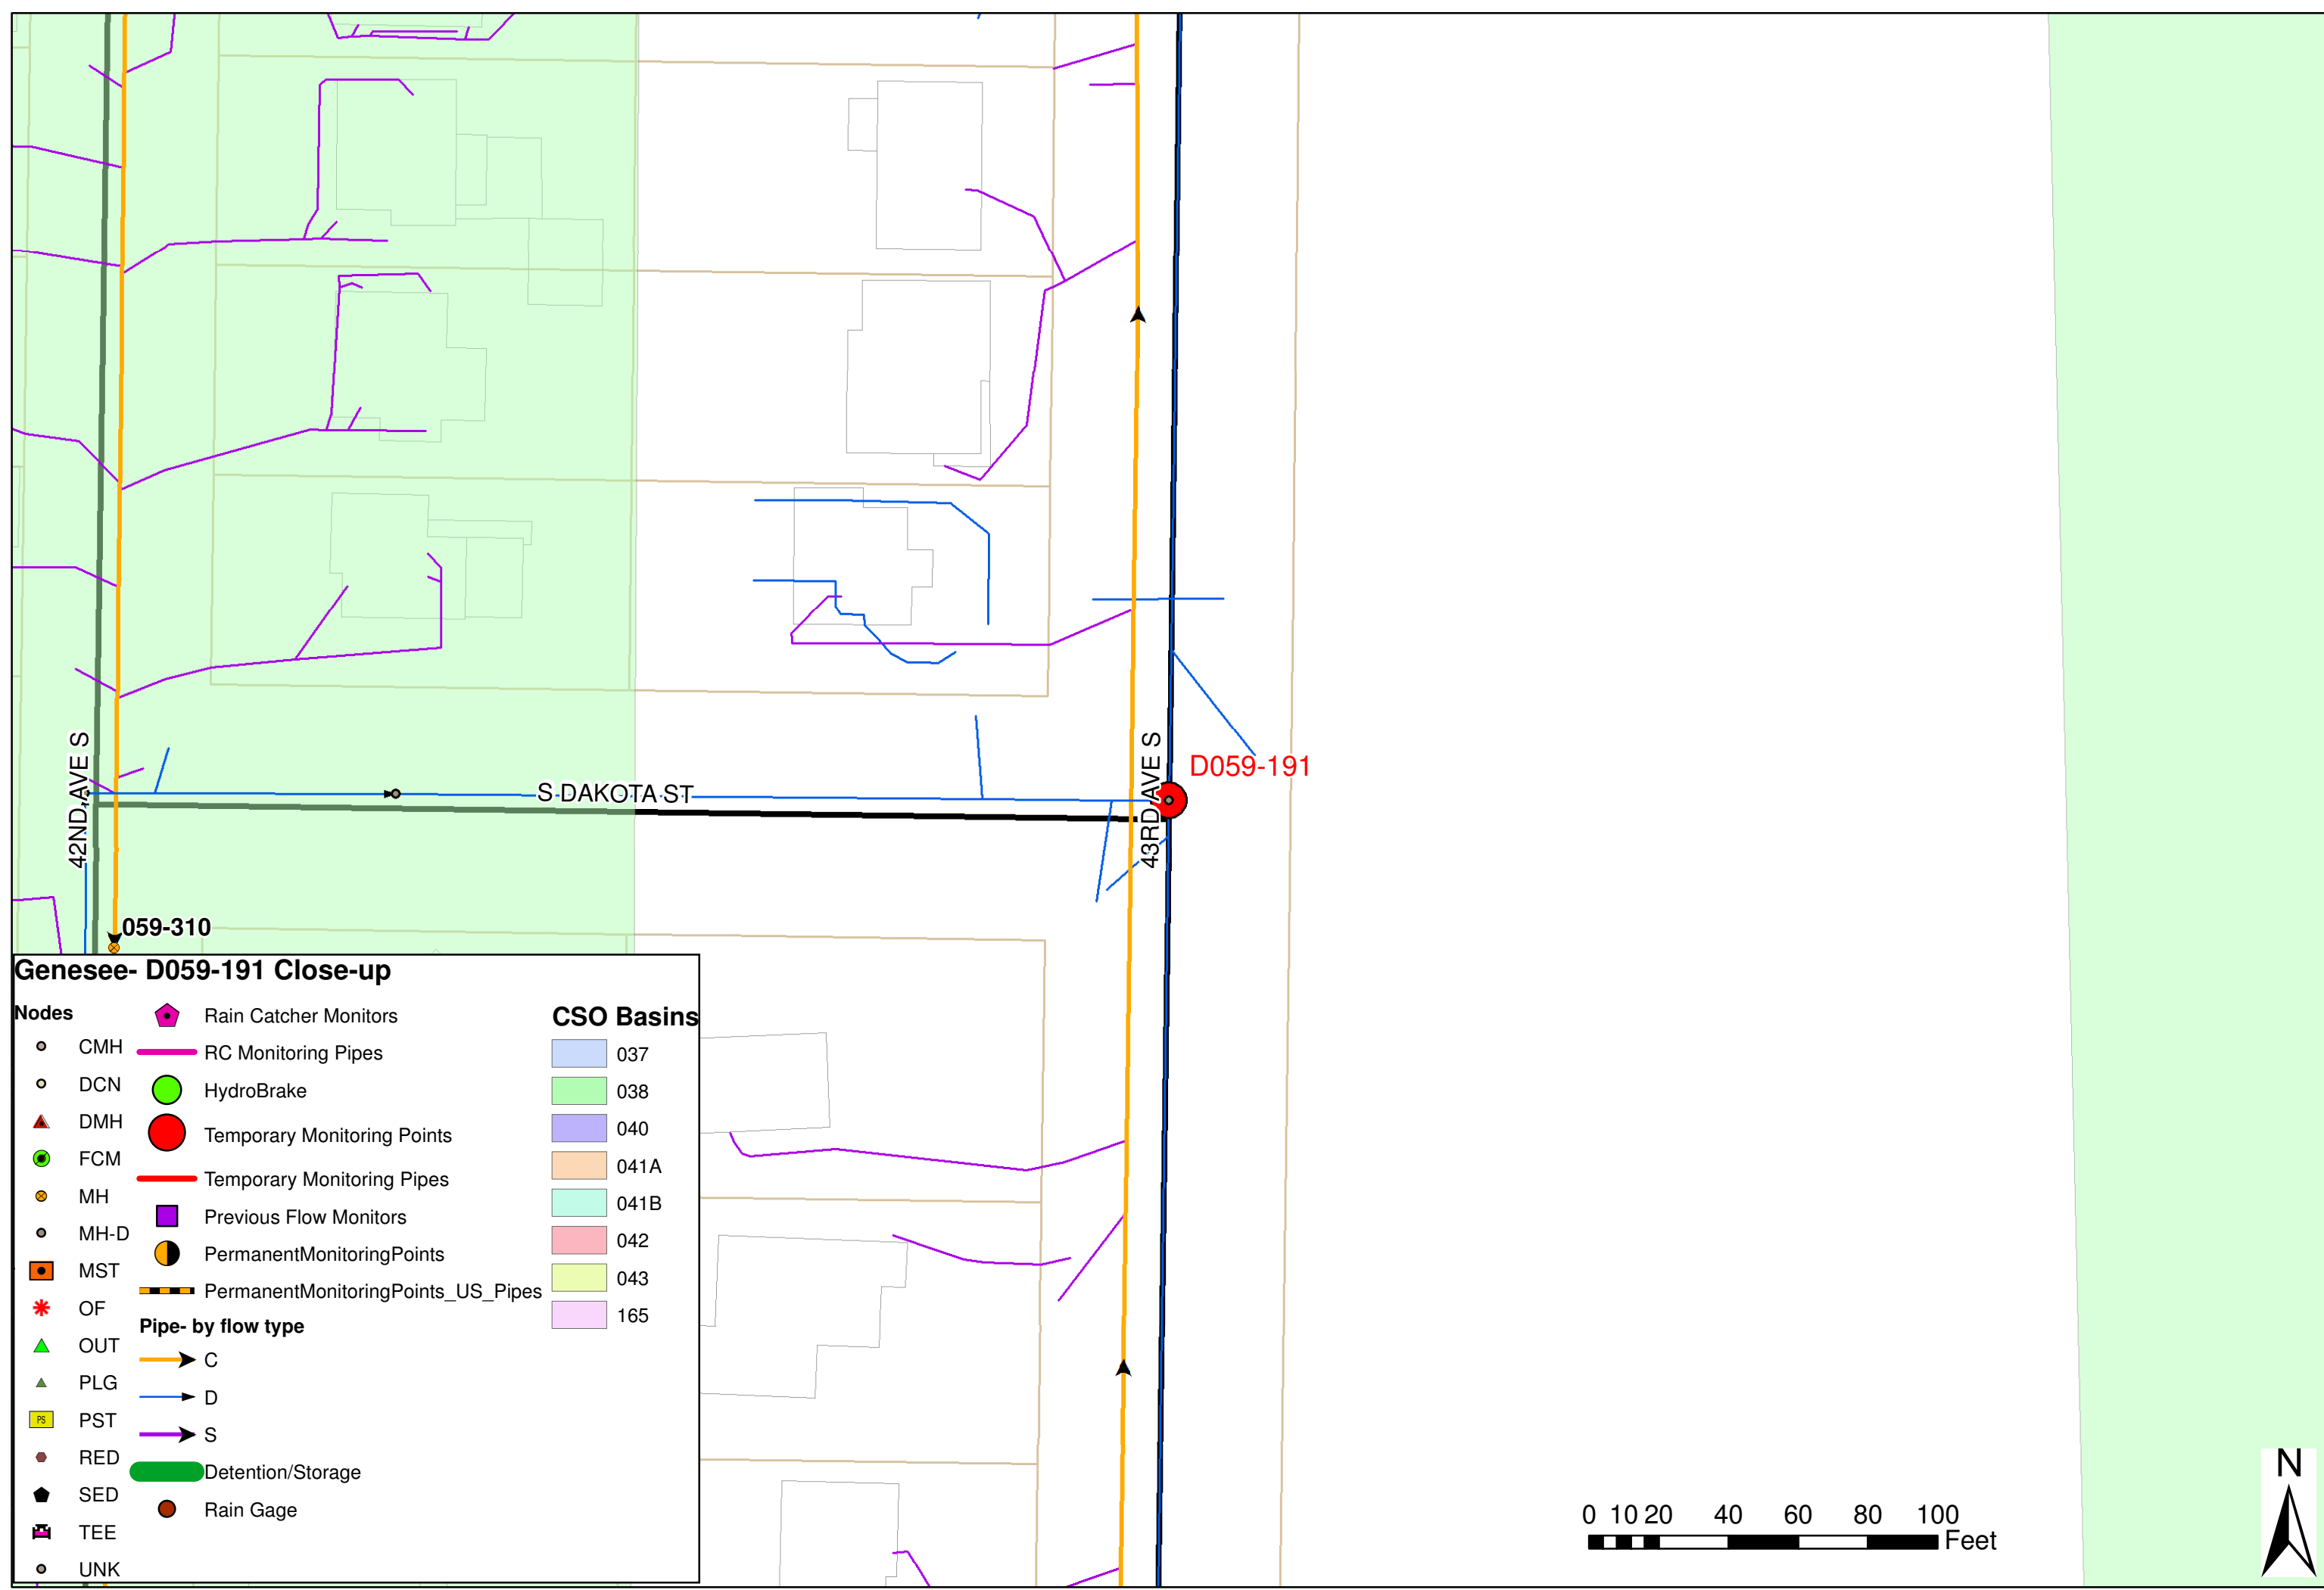 D059-191
S DAKOTA ST
42ND AVE S
43RD AVE S
059-310
Genesee- D059-191 Close-up
Nodes
CMH
DCN
DMH
FCM
MH
MH-D
MST
OF
OUT
PLG
PS
PST
RED
SED
TEE
UNK
Rain Catcher Monitors
RC Monitoring Pipes
HydroBrake
Temporary Monitoring Points
Temporary Monitoring Pipes
Previous Flow Monitors
PermanentMonitoringPoints
PermanentMonitoringPoints_US_Pipes
Pipe- by flow type
C
D
S
Detention/Storage
Rain Gage
CSO Basins
037
038
040
041A
041B
042
043
165
0 10 20 40 60 80 100
Feet
N